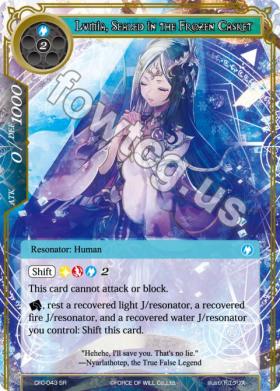 Lumia, Sealed in the Frozen Casket
2
ATK 0 / DEF 1000
fowtcg.us
Resonator: Human
Shift 2
This card cannot attack or block.
, rest a recovered light J/resonator, a recovered
fire J/resonator, and a recovered water J/resonator
you control: Shift this card.
"Hehehe, I'll save you. That's no lie."
—Nyarlathotep, the True False Legend
043 SR
©FORCE OF WILL Co.,Ltd.